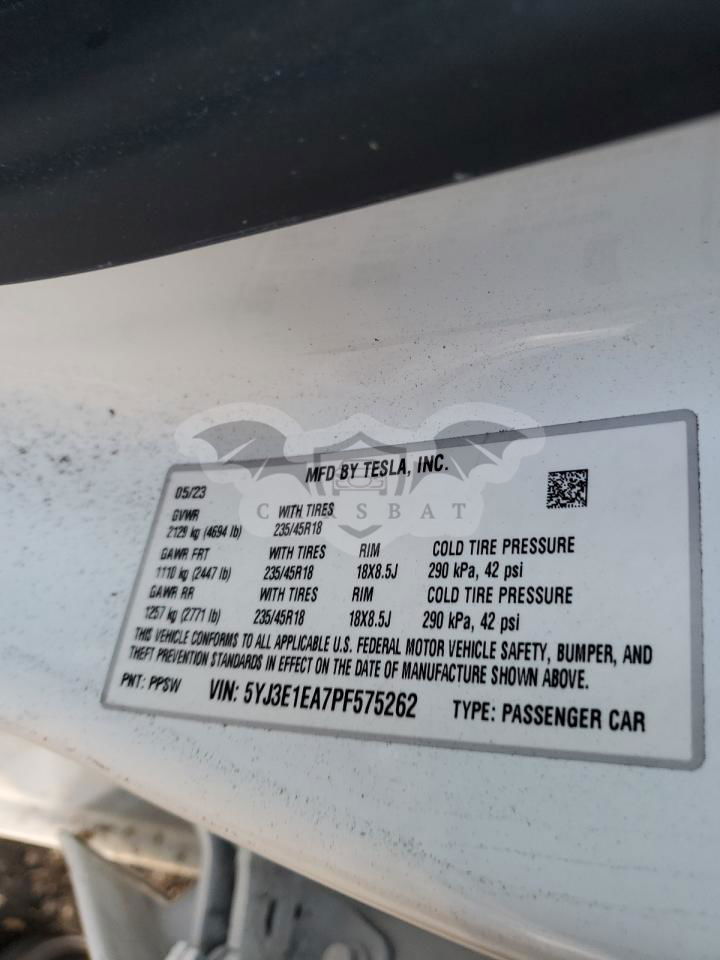 MFD BY TESLA, INC.
05/23
GVWR WITH TIRES
2129 kg (4694 lb) 235/45R18
GAWR FRT WITH TIRES RIM COLD TIRE PRESSURE
1110 kg (2447 lb) 235/45R18 18X8.5J 290 kPa, 42 psi
GAWR RR WITH TIRES RIM COLD TIRE PRESSURE
1257 kg (2771 lb) 235/45R18 18X8.5J 290 kPa, 42 psi
THIS VEHICLE CONFORMS TO ALL APPLICABLE U.S. FEDERAL MOTOR VEHICLE SAFETY, BUMPER, AND
THEFT PREVENTION STANDARDS IN EFFECT ON THE DATE OF MANUFACTURE SHOWN ABOVE.
PNT: PPSW VIN: 5YJ3E1EA7PF575262 TYPE: PASSENGER CAR
CARSBAT